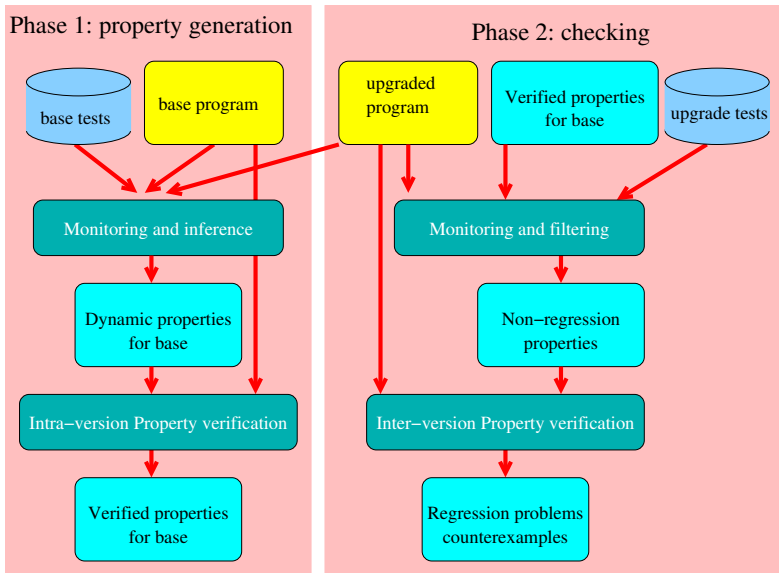 Phase 1: property generation
base tests
base program
Monitoring and inference
Dynamic properties
for base
Intra−version Property verification
Verified properties
for base
Phase 2: checking
upgraded
program
Verified properties
for base
upgrade tests
Monitoring and filtering
Non−regression
properties
Inter−version Property verification
Regression problems
counterexamples